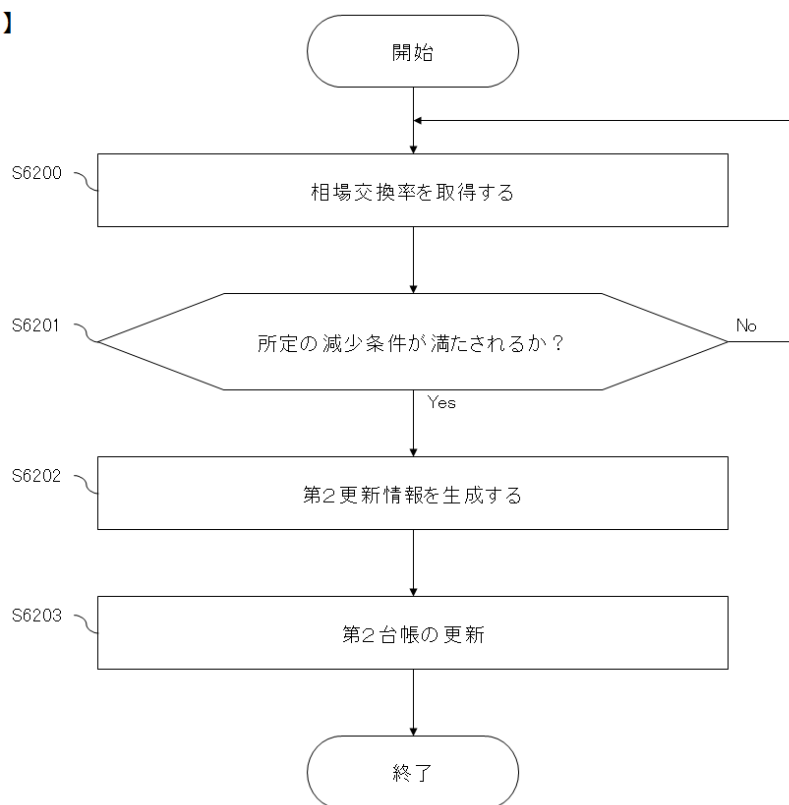 】
開始
S6200
相場交換率を取得する
S6201
所定の減少条件が満たされるか？
No
Yes
S6202
第２更新情報を生成する
S6203
第２台帳の更新
終了